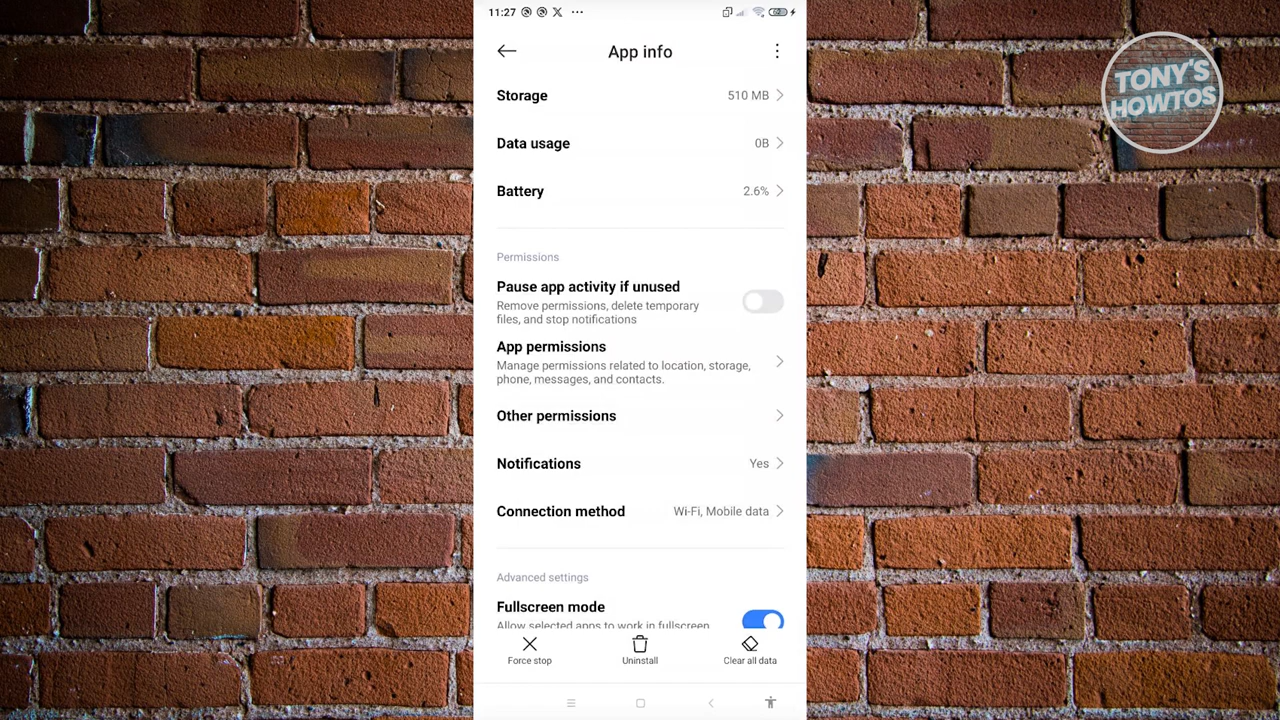 11:27
62
App info
TONY'S
HOWTOS
Storage 510 MB
Data usage 0B
Battery 2.6%
Permissions
Pause app activity if unused
Remove permissions, delete temporary
files, and stop notifications
App permissions
Manage permissions related to location, storage,
phone, messages, and contacts.
Other permissions
Notifications Yes
Connection method Wi-Fi, Mobile data
Advanced settings
Fullscreen mode
Allow selected apps to work in fullscreen
Force stop Uninstall Clear all data